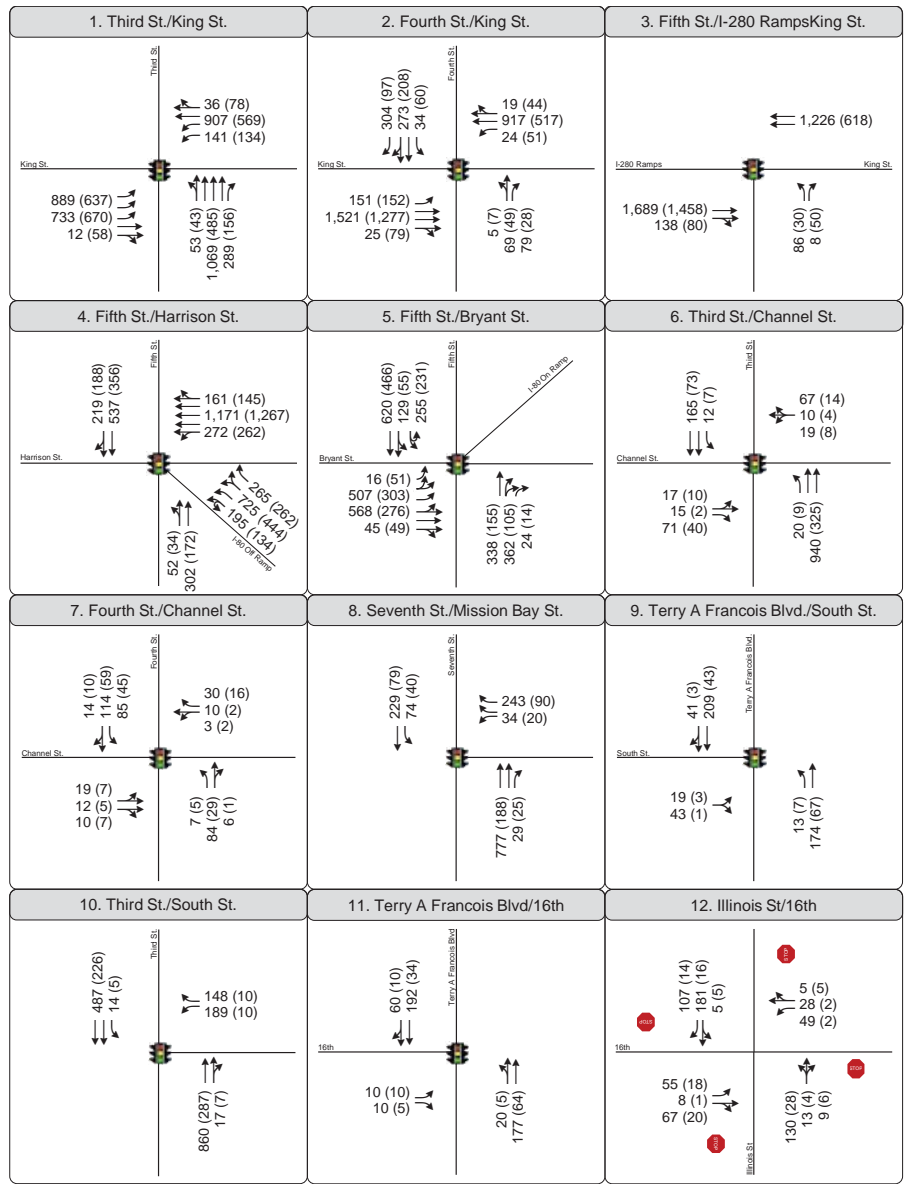 1. Third St./King St.
Third St.
36 (78)
907 (569)
141 (134)
King St.
889 (637)
733 (670)
12 (58)
53 (43)
1,069 (485)
289 (156)
2. Fourth St./King St.
Fourth St.
304 (97)
273 (208)
34 (60)
19 (44)
917 (517)
24 (51)
King St.
151 (152)
1,521 (1,277)
25 (79)
5 (7)
69 (49)
79 (28)
3. Fifth St./I-280 RampsKing St.
1,226 (618)
I-280 Ramps
King St.
1,689 (1,458)
138 (80)
86 (30)
8 (50)
4. Fifth St./Harrison St.
Fifth St.
219 (188)
537 (356)
161 (145)
1,171 (1,267)
272 (262)
Harrison St.
265 (262)
725 (444)
195 (134)
I-80 Off Ramp
52 (34)
302 (172)
5. Fifth St./Bryant St.
Fifth St.
I-80 On Ramp
620 (466)
129 (55)
255 (231)
Bryant St.
16 (51)
507 (303)
568 (276)
45 (49)
338 (155)
362 (105)
24 (14)
6. Third St./Channel St.
Third St.
165 (73)
12 (7)
67 (14)
10 (4)
19 (8)
Channel St.
17 (10)
15 (2)
71 (40)
20 (9)
940 (325)
7. Fourth St./Channel St.
Fourth St.
14 (10)
114 (59)
85 (45)
30 (16)
10 (2)
3 (2)
Channel St.
19 (7)
12 (5)
10 (7)
7 (5)
84 (29)
6 (1)
8. Seventh St./Mission Bay St.
Seventh St.
229 (79)
74 (40)
243 (90)
34 (20)
777 (188)
29 (25)
9. Terry A Francois Blvd./South St.
Terry A Francois Blvd.
41 (3)
209 (43)
South St.
19 (3)
43 (1)
13 (7)
174 (67)
10. Third St./South St.
Third St.
487 (226)
14 (5)
148 (10)
189 (10)
860 (287)
17 (7)
11. Terry A Francois Blvd/16th
Terry A Francois Blvd
60 (10)
192 (34)
16th
10 (10)
10 (5)
20 (5)
177 (64)
12. Illinois St/16th
STOP
107 (14)
181 (16)
5 (5)
5 (5)
28 (2)
49 (2)
STOP
16th
STOP
55 (18)
8 (1)
67 (20)
130 (28)
13 (4)
9 (6)
STOP
Illinois St